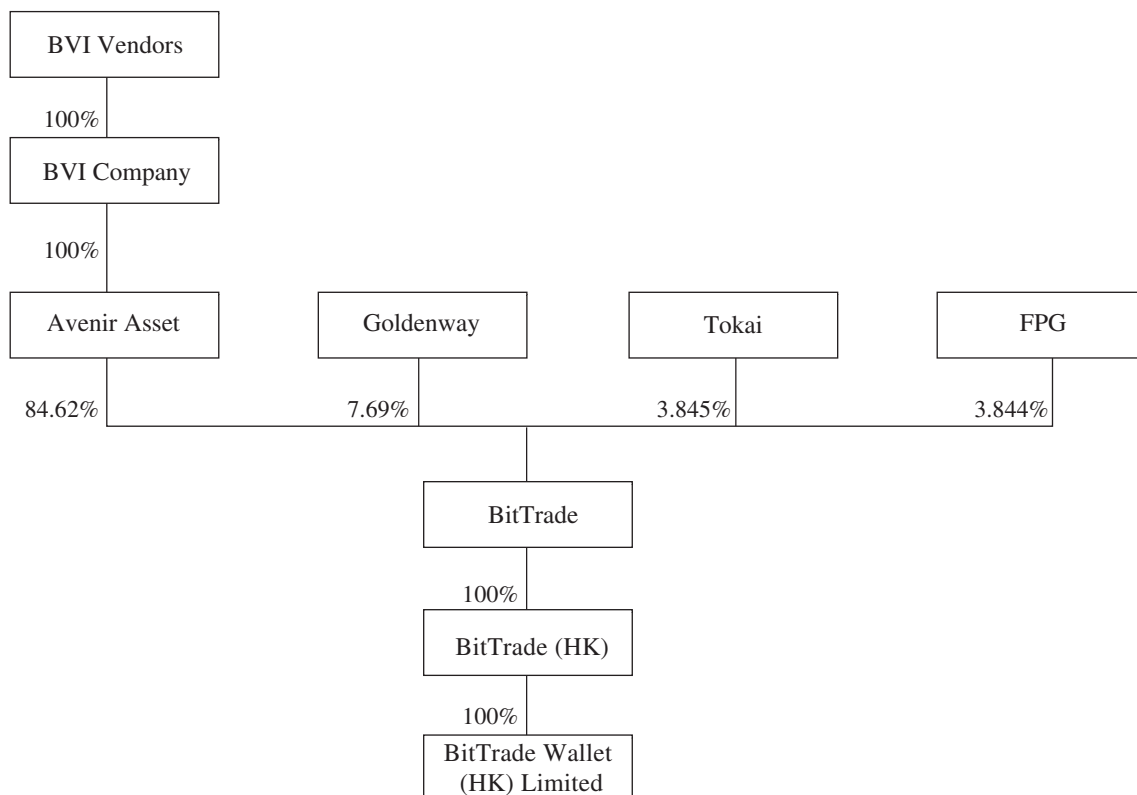 BVI Vendors
100%
BVI Company
100%
Avenir Asset
Goldenway
Tokai
FPG
84.62%
7.69%
3.845%
3.844%
BitTrade
100%
BitTrade (HK)
100%
BitTrade Wallet
(HK) Limited